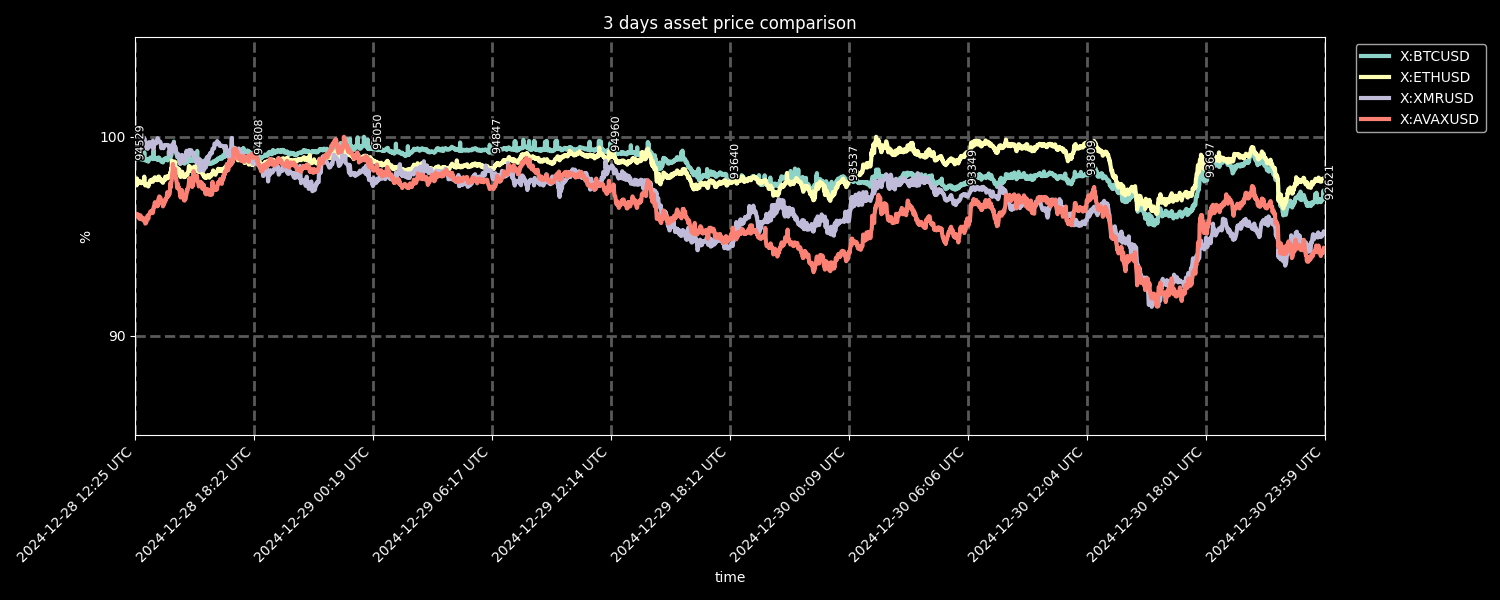 3 days asset price comparison
X:BTCUSD
X:ETHUSD
X:XMRUSD
X:AVAXUSD
100
90
%
94529
94808
95050
94847
94960
93640
93537
93349
93809
93697
92621
2024-12-28 12:25 UTC
2024-12-28 18:22 UTC
2024-12-29 00:19 UTC
2024-12-29 06:17 UTC
2024-12-29 12:14 UTC
2024-12-29 18:12 UTC
2024-12-30 00:09 UTC
2024-12-30 06:06 UTC
2024-12-30 12:04 UTC
2024-12-30 18:01 UTC
2024-12-30 23:59 UTC
time